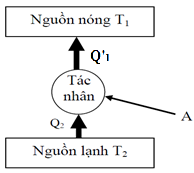 Nguồn nóng T₁
Q'₁
Tác
nhân
A
Q₂
Nguồn lạnh T₂